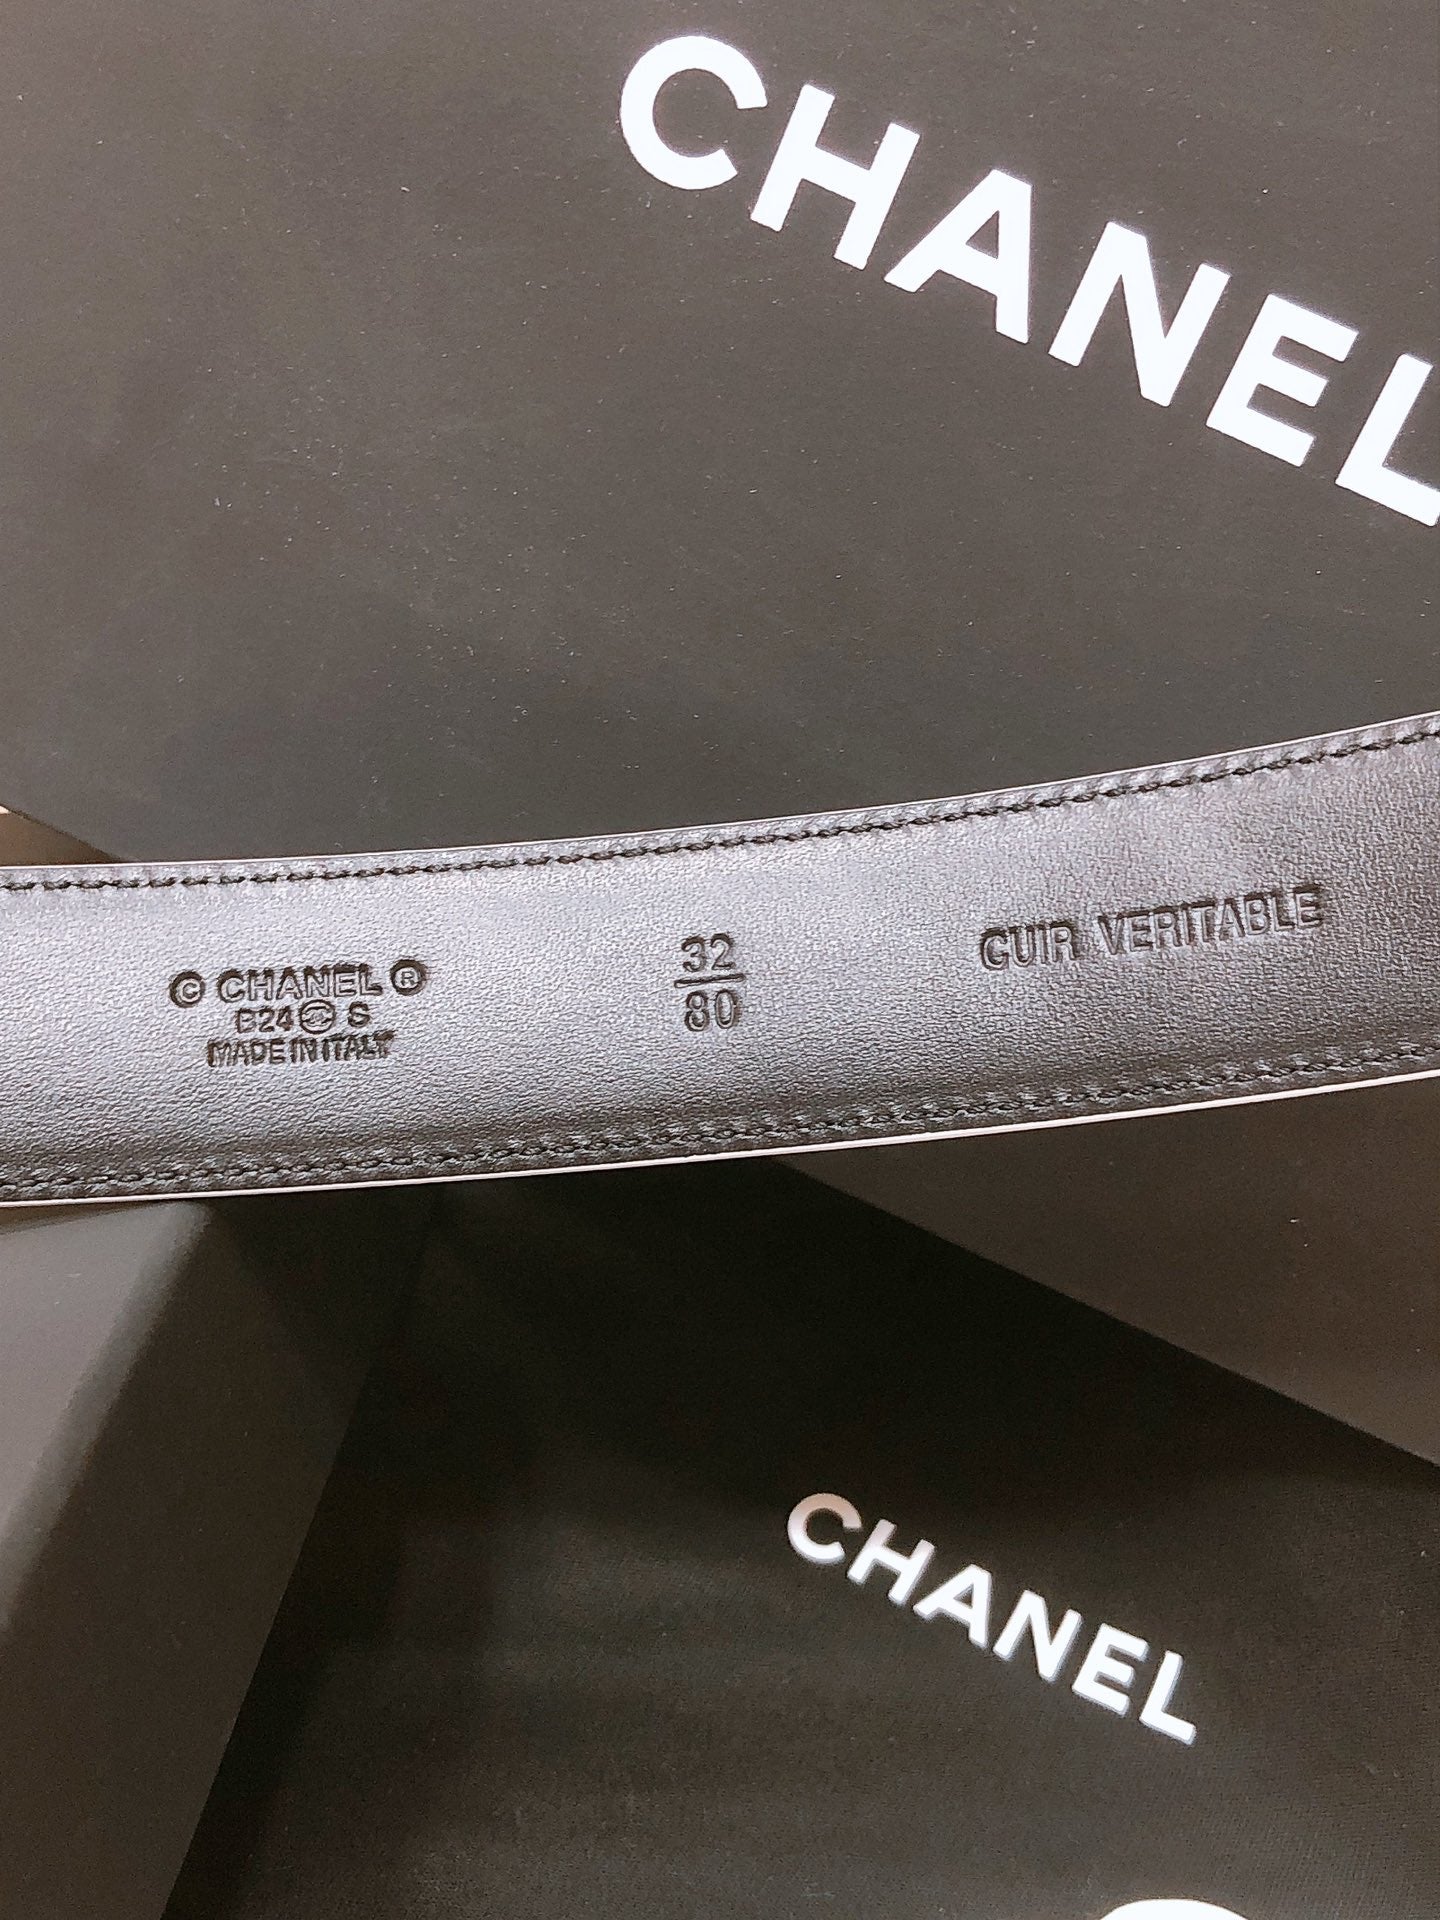 CHANEL
© CHANEL ®
B24 S
MADE IN ITALY
32
80
CUIR VERITABLE
CHANEL